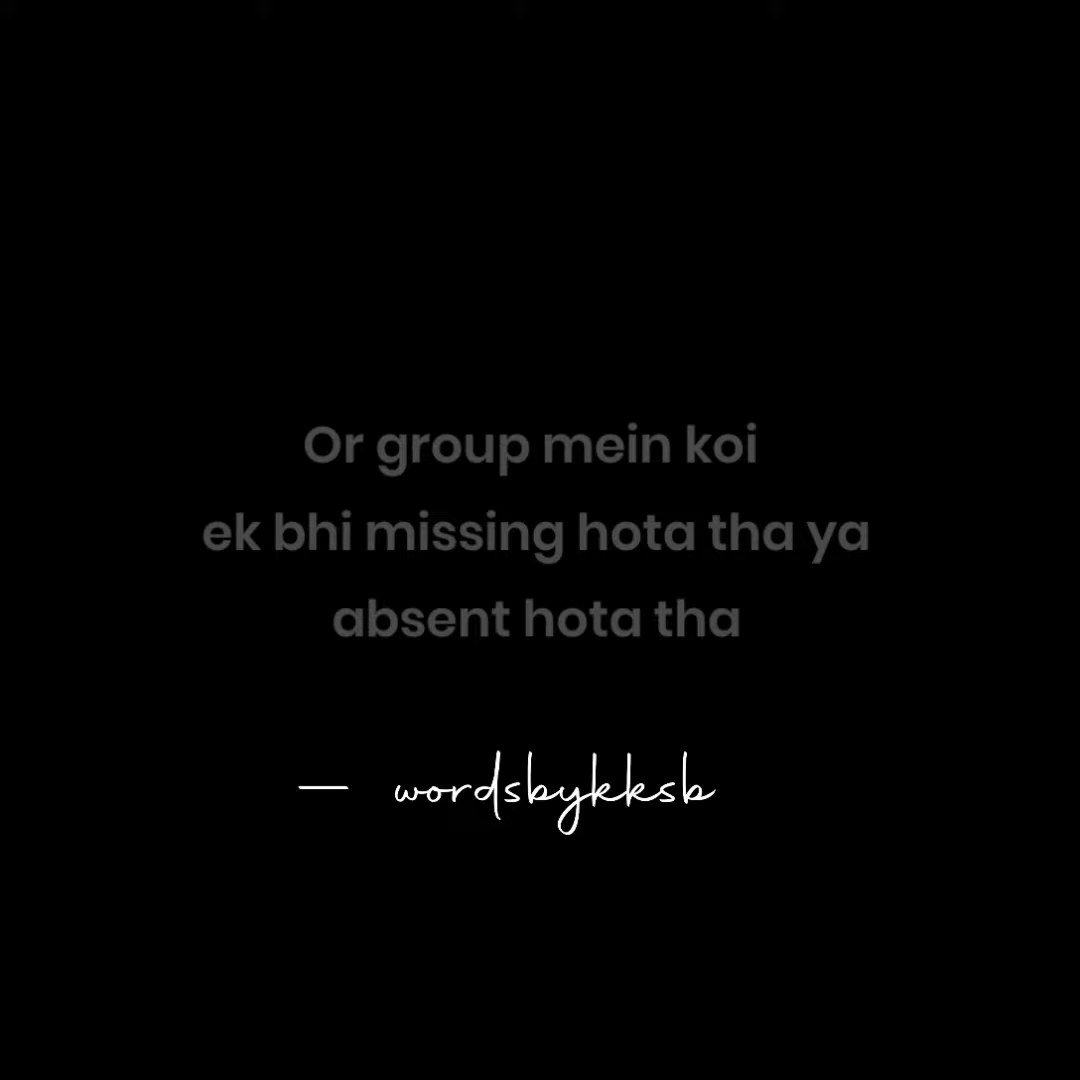 Or group mein koi
ek bhi missing hota tha ya
absent hota tha
— wordsbykksb